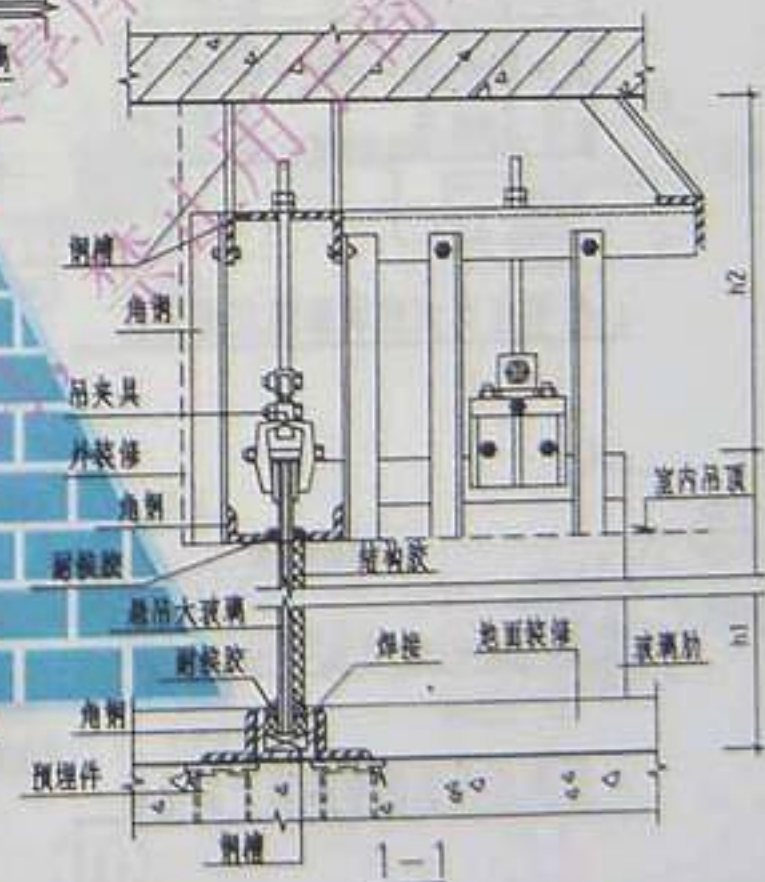 钢槽
h2
角钢
吊夹具
外装修
角钢
室内吊顶
耐候胶
结构胶
悬吊大玻璃
焊接
地面装修
耐候胶
玻璃肋
h1
角钢
预埋件
钢槽
1-1